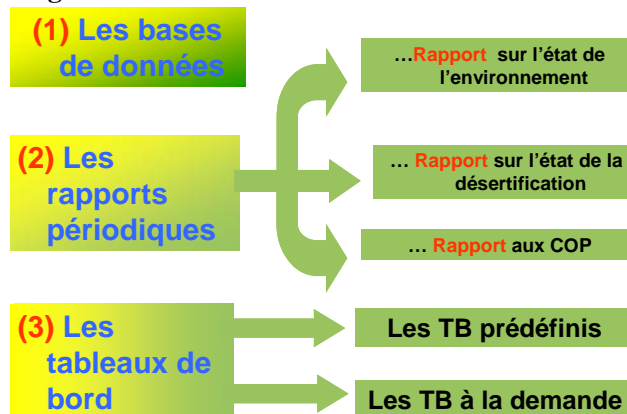 (1) Les bases
de données
…Rapport sur l’état de
l’environnement
(2) Les
rapports
périodiques
… Rapport sur l’état de la
désertification
… Rapport aux COP
(3) Les
tableaux de
bord
Les TB prédéfinis
Les TB à la demande